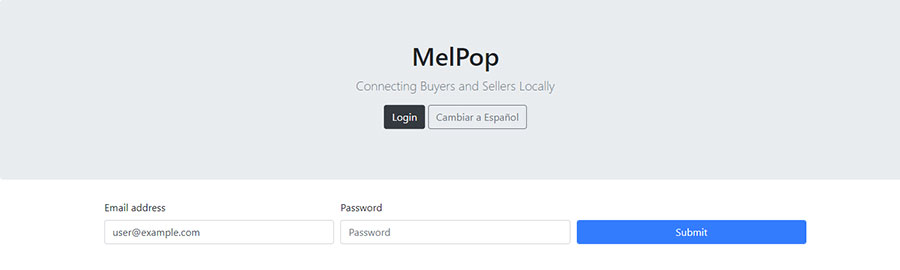 MelPop
Connecting Buyers and Sellers Locally
Login Cambiar a Español
Email address Password
user@example.com Password Submit